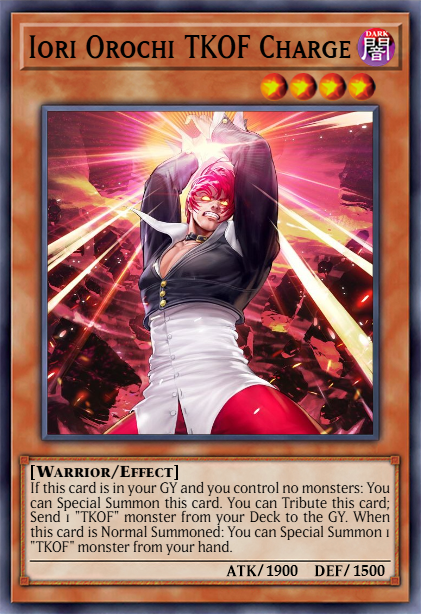 Iori Orochi TKOF Charge
DARK
闇
[Warrior/Effect]
If this card is in your GY and you control no monsters: You
can Special Summon this card. You can Tribute this card;
Send 1 "TKOF" monster from your Deck to the GY. When
this card is Normal Summoned: You can Special Summon 1
"TKOF" monster from your hand.
ATK/1900 DEF/1500